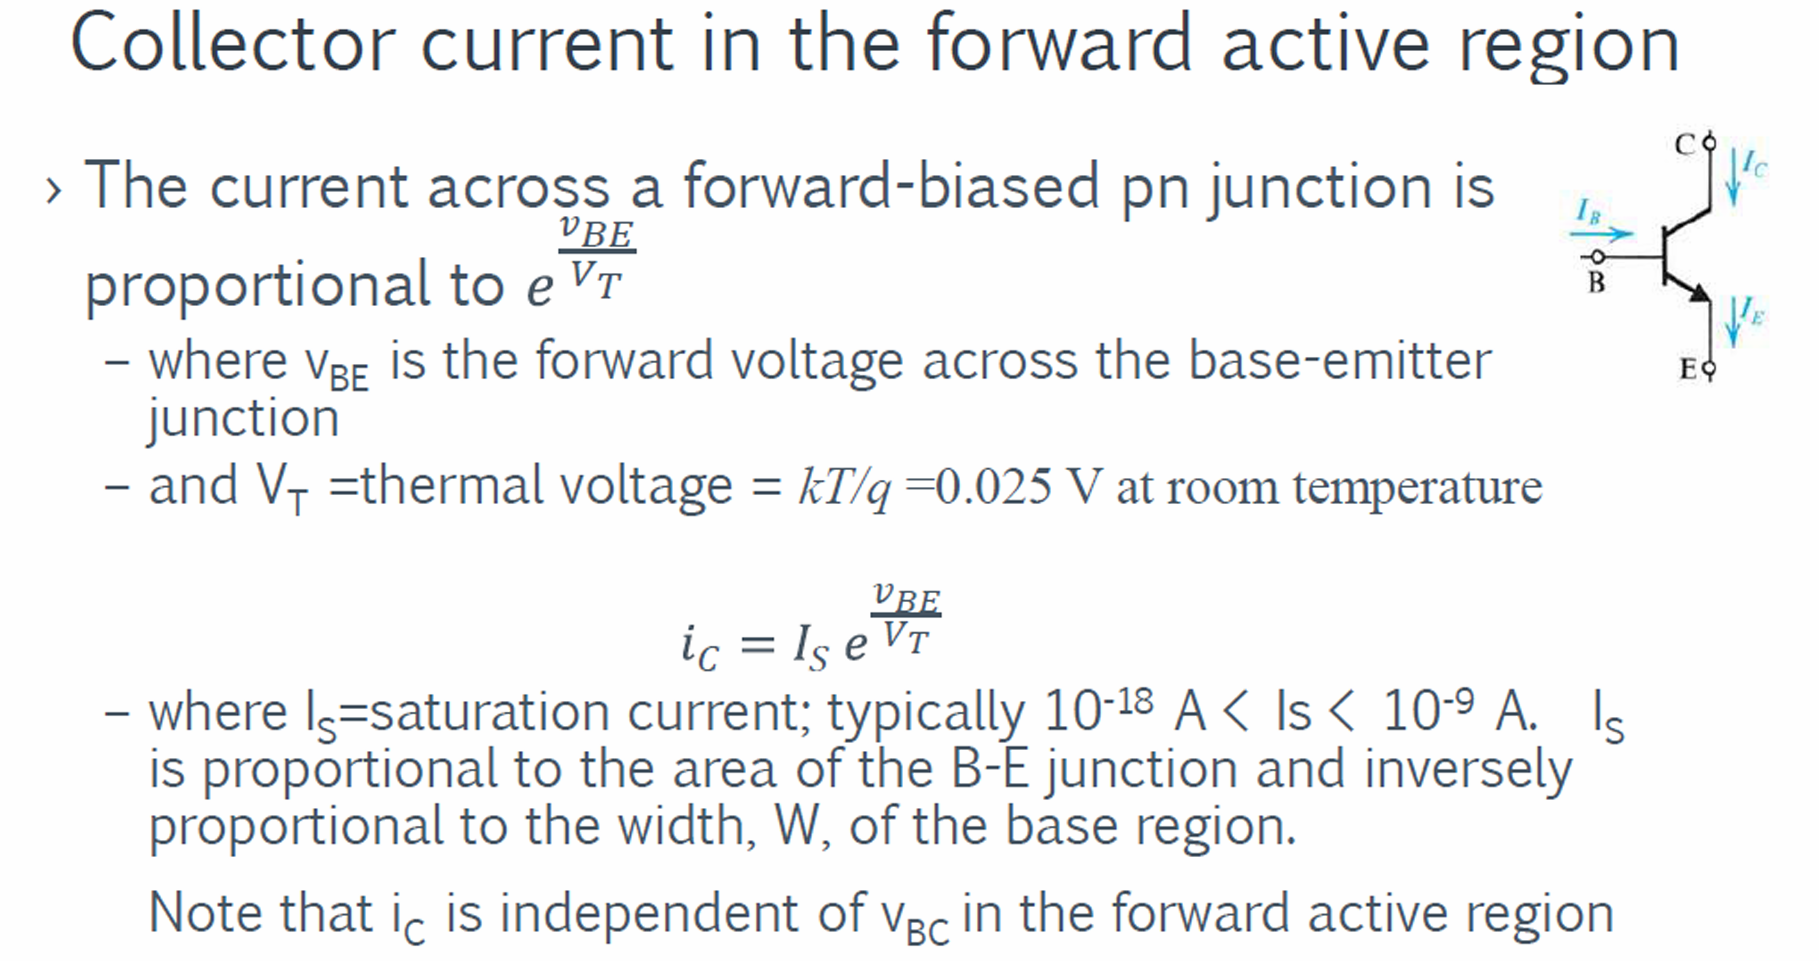 Collector current in the forward active region
› The current across a forward-biased pn junction is
proportional to e^(v_BE/V_T)
– where v_BE is the forward voltage across the base-emitter
junction
– and V_T =thermal voltage = kT/q =0.025 V at room temperature
i_C = I_S e^(v_BE/V_T)
– where I_S=saturation current; typically 10^-18 A < Is < 10^-9 A. I_S
is proportional to the area of the B-E junction and inversely
proportional to the width, W, of the base region.
Note that i_C is independent of v_BC in the forward active region
C
I_C
I_B
B
I_E
E